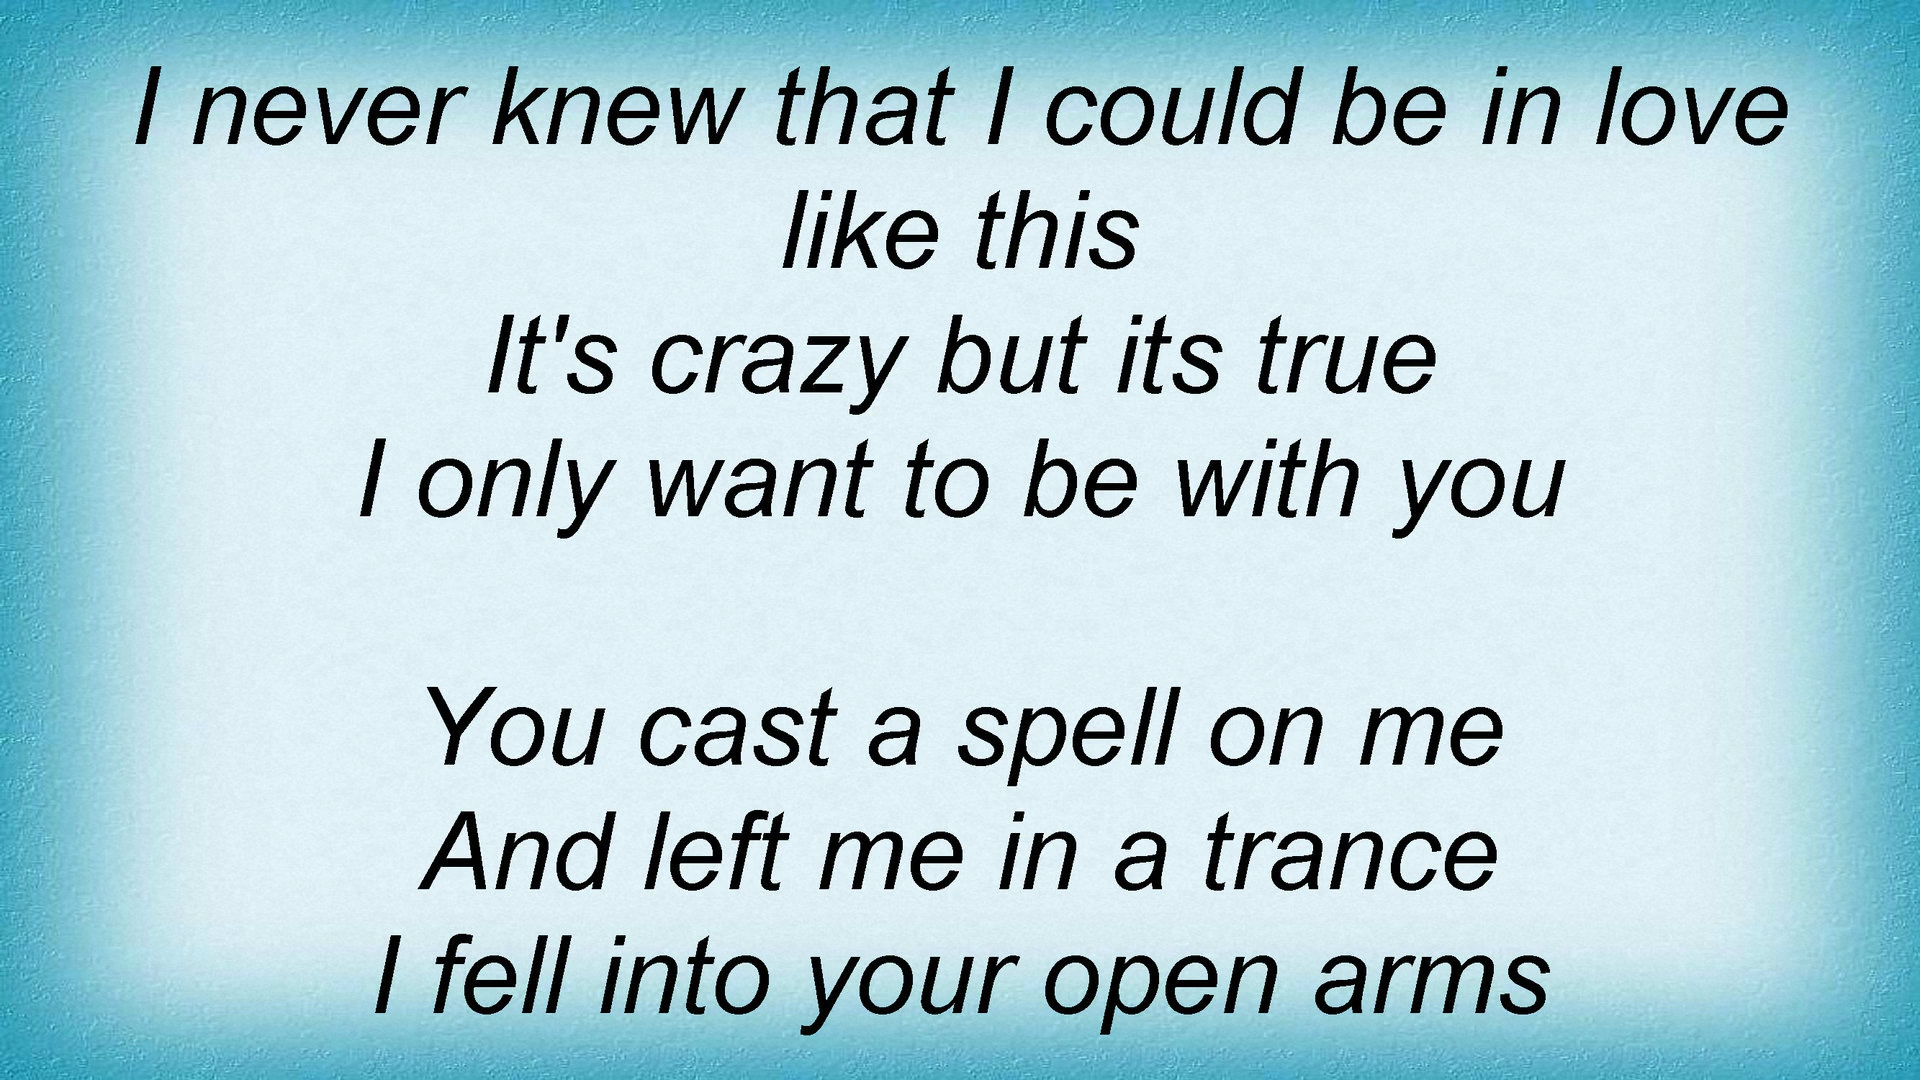 I never knew that I could be in love
like this
It's crazy but its true
I only want to be with you
You cast a spell on me
And left me in a trance
I fell into your open arms